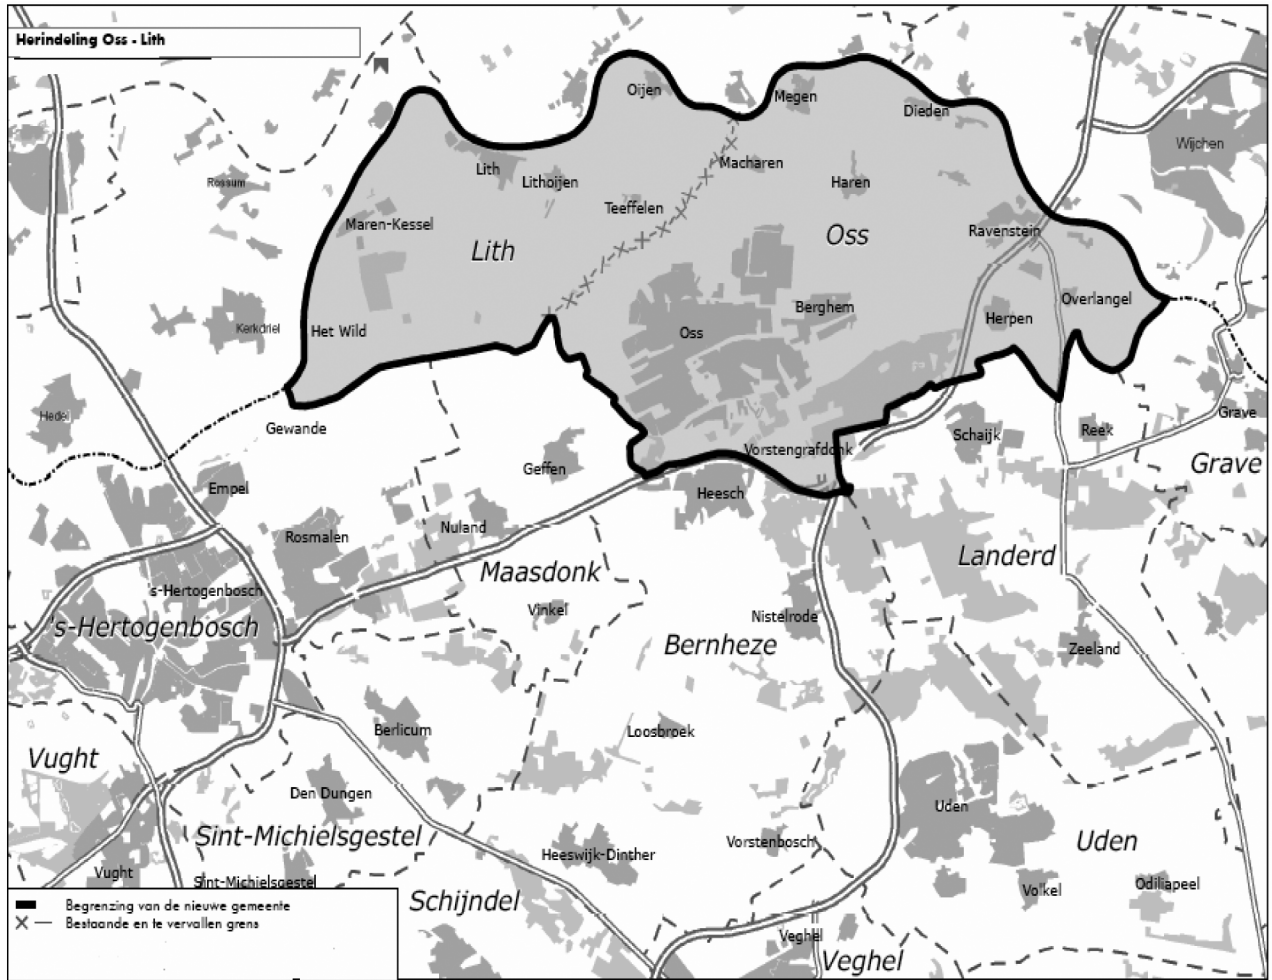 Herindeling Oss - Lith
Oijen
Megen
Dieden
Wijchen
Lith
Lithoijen
Macharen
Haren
Rossum
Teeffelen
Maren-Kessel
Ravenstein
Oss
Lith
Overlangel
Berghem
Herpen
Kerkdriel
Het Wild
Oss
Hedel
Grave
Gewande
Reek
Schaijk
Vorstengrafdonk
Grave
Geffen
Empel
Heesch
Nuland
Rosmalen
Landerd
Maasdonk
's-Hertogenbosch
Vinkel
Nistelrode
's-Hertogenbosch
Bernheze
Zeeland
Berlicum
Loosbroek
Vught
Den Dungen
Uden
Sint-Michielsgestel
Vorstenbosch
Uden
Heeswijk-Dinther
Vught
Sint-Michielsgestel
Volkel
Odiliapeel
Schijndel
Begrenzing van de nieuwe gemeente
Bestaande en te vervallen grens
Veghel
Veghel